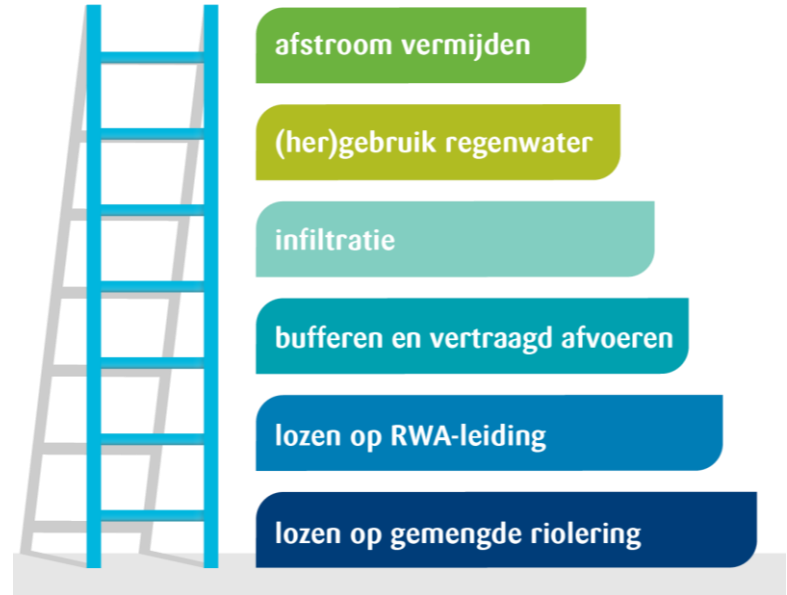 afstroom vermijden
(her)gebruik regenwater
infiltratie
bufferen en vertraagd afvoeren
lozen op RWA-leiding
lozen op gemengde riolering